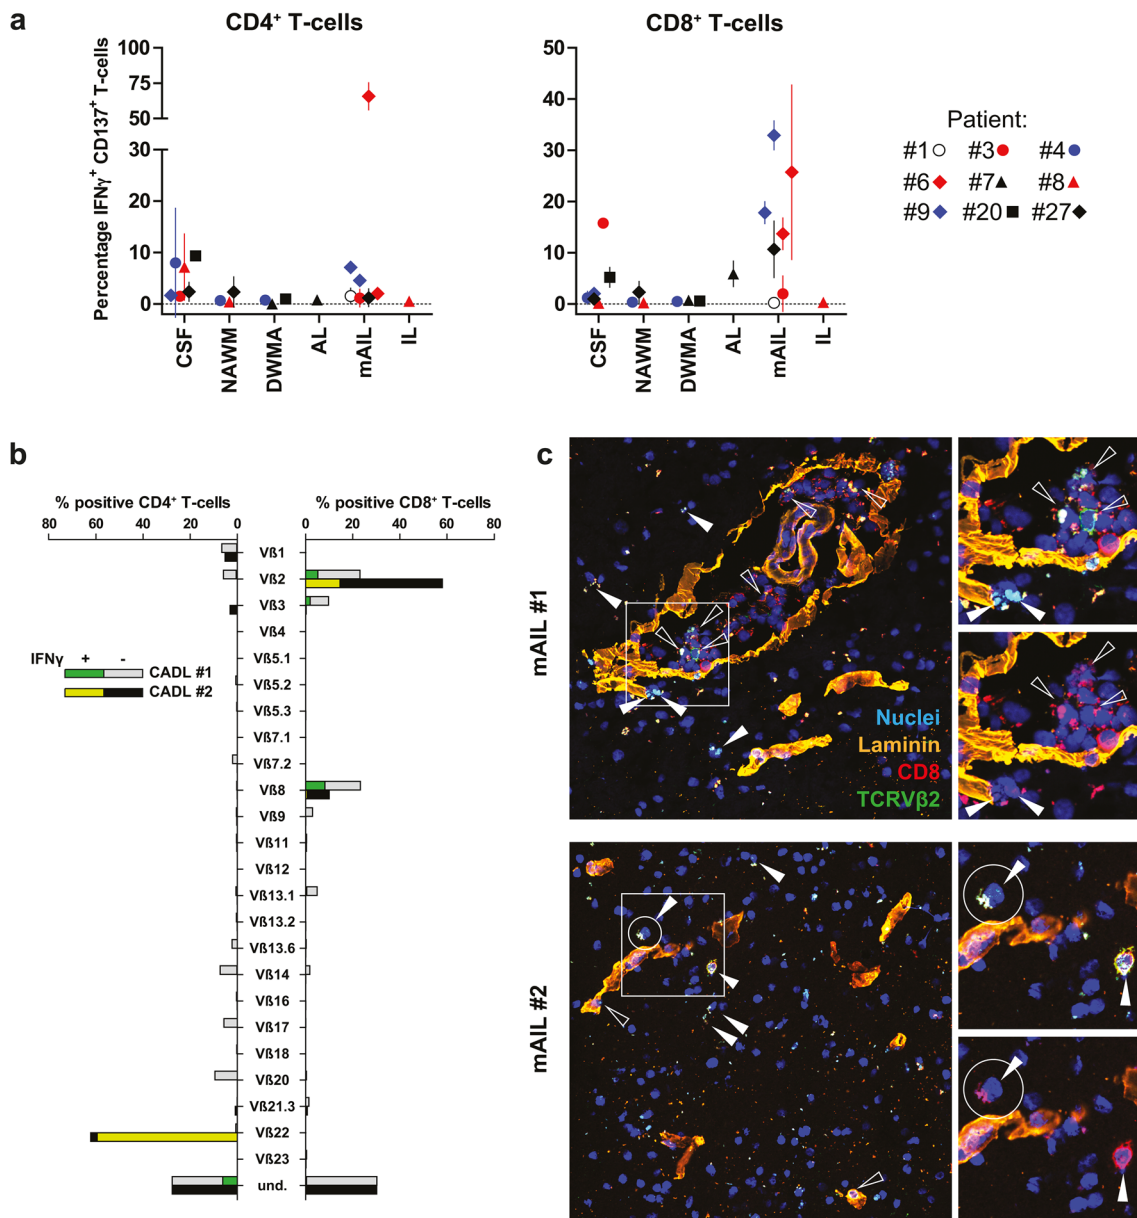 a
CD4⁺ T-cells
CD8⁺ T-cells
Percentage IFNγ⁺ CD137⁺ T-cells
100
75
50
30
20
10
0
CSF
NAWM
DWMA
AL
mAIL
IL
50
40
30
20
10
0
CSF
NAWM
DWMA
AL
mAIL
IL
Patient:
#1 #3 #4
#6 #7 #8
#9 #20 #27
b
% positive CD4⁺ T-cells
% positive CD8⁺ T-cells
80 60 40 20 0
0 20 40 60 80
Vß1
Vß2
Vß3
Vß4
Vß5.1
Vß5.2
Vß5.3
Vß7.1
Vß7.2
Vß8
Vß9
Vß11
Vß12
Vß13.1
Vß13.2
Vß13.6
Vß14
Vß16
Vß17
Vß18
Vß20
Vß21.3
Vß22
Vß23
und.
IFNγ + -
CADL #1
CADL #2
c
mAIL #1
Nuclei
Laminin
CD8
TCRVβ2
mAIL #2